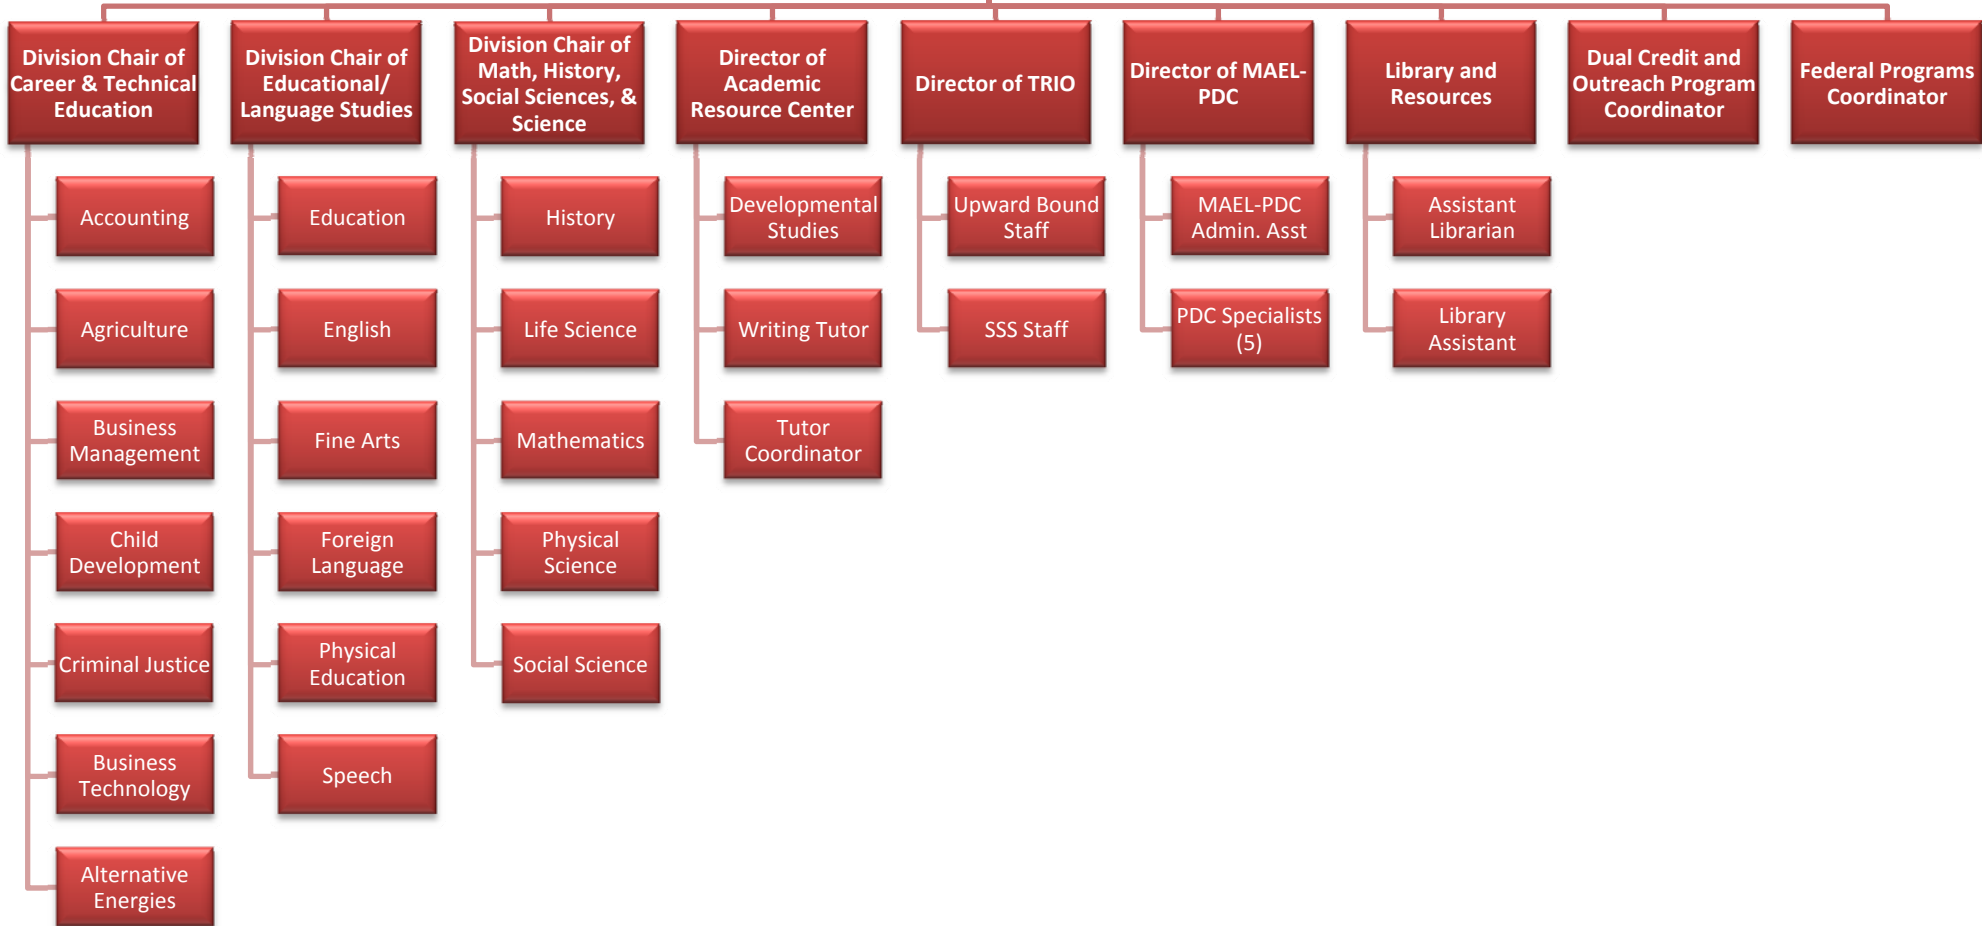 Division Chair of
Career & Technical
Education
Division Chair of
Educational/
Language Studies
Division Chair of
Math, History,
Social Sciences, &
Science
Director of
Academic
Resource Center
Director of TRIO
Director of MAEL-
PDC
Library and
Resources
Dual Credit and
Outreach Program
Coordinator
Federal Programs
Coordinator
Accounting
Agriculture
Business
Management
Child
Development
Criminal Justice
Business
Technology
Alternative
Energies
Education
English
Fine Arts
Foreign
Language
Physical
Education
Speech
History
Life Science
Mathematics
Physical
Science
Social Science
Developmental
Studies
Writing Tutor
Tutor
Coordinator
Upward Bound
Staff
SSS Staff
MAEL-PDC
Admin. Asst
PDC Specialists
(5)
Assistant
Librarian
Library
Assistant